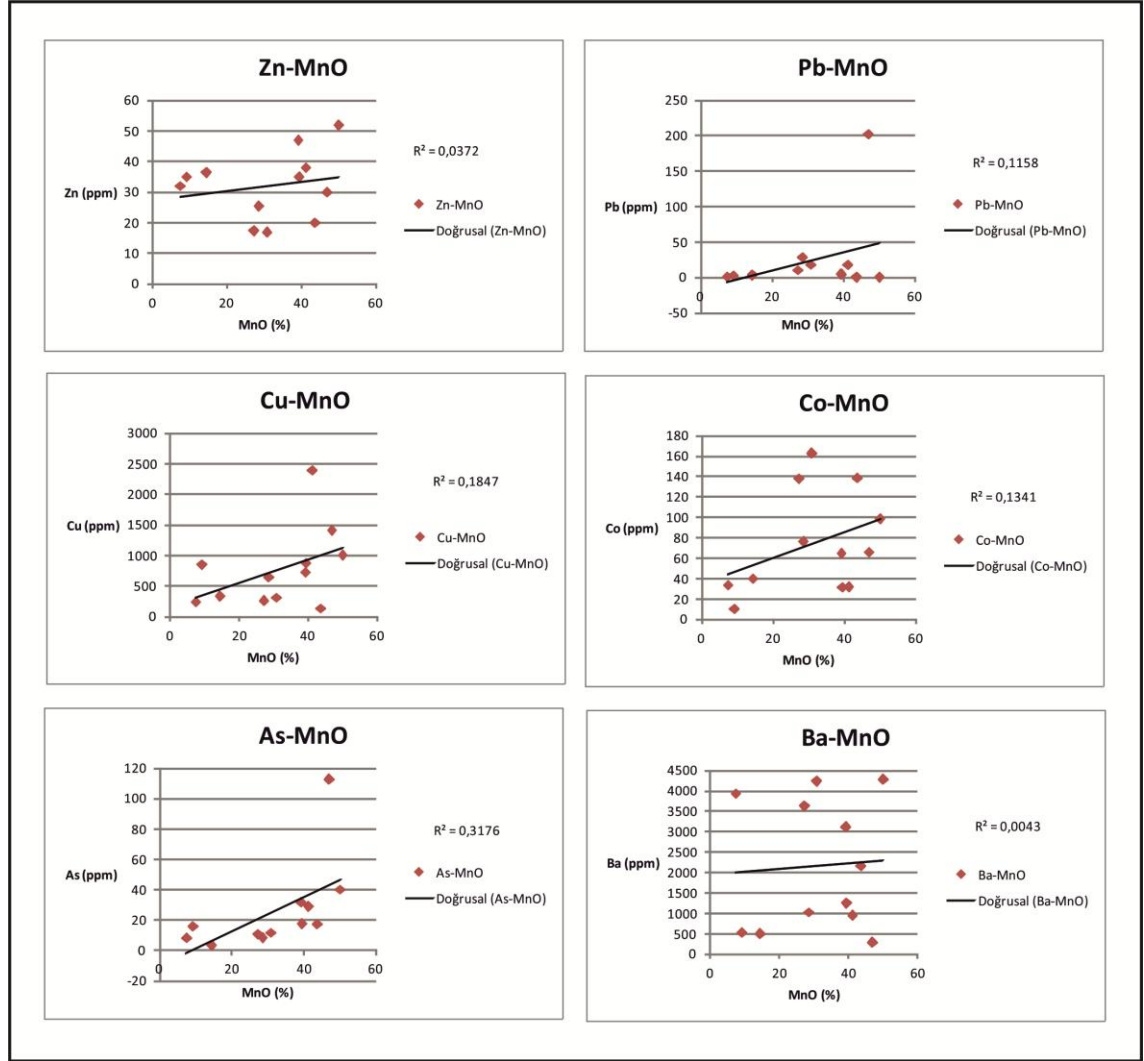 Zn-MnO
60
50
40
30
20
10
0
Zn (ppm)
0 20 40 60
MnO (%)
R² = 0,0372
Zn-MnO
Doğrusal (Zn-MnO)
Pb-MnO
250
200
150
100
50
0
-50
Pb (ppm)
0 20 40 60
MnO (%)
R² = 0,1158
Pb-MnO
Doğrusal (Pb-MnO)
Cu-MnO
3000
2500
2000
1500
1000
500
0
Cu (ppm)
0 20 40 60
MnO (%)
R² = 0,1847
Cu-MnO
Doğrusal (Cu-MnO)
Co-MnO
180
160
140
120
100
80
60
40
20
0
Co (ppm)
0 20 40 60
MnO (%)
R² = 0,1341
Co-MnO
Doğrusal (Co-MnO)
As-MnO
120
100
80
60
40
20
0
-20
As (ppm)
0 20 40 60
MnO (%)
R² = 0,3176
As-MnO
Doğrusal (As-MnO)
Ba-MnO
4500
4000
3500
3000
2500
2000
1500
1000
500
0
Ba (ppm)
0 20 40 60
MnO (%)
R² = 0,0043
Ba-MnO
Doğrusal (Ba-MnO)